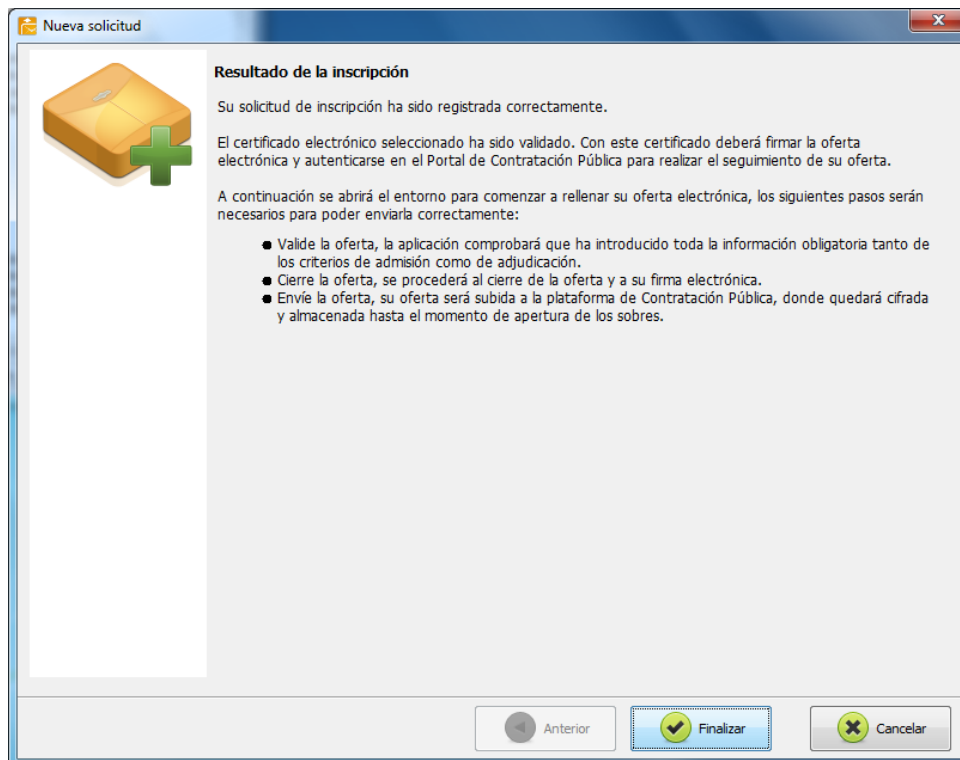 Nueva solicitud
Resultado de la inscripción
Su solicitud de inscripción ha sido registrada correctamente.
El certificado electrónico seleccionado ha sido validado. Con este certificado deberá firmar la oferta
electrónica y autenticarse en el Portal de Contratación Pública para realizar el seguimiento de su oferta.
A continuación se abrirá el entorno para comenzar a rellenar su oferta electrónica, los siguientes pasos serán
necesarios para poder enviarla correctamente:
● Valide la oferta, la aplicación comprobará que ha introducido toda la información obligatoria tanto de
los criterios de admisión como de adjudicación.
● Cierre la oferta, se procederá al cierre de la oferta y a su firma electrónica.
● Envíe la oferta, su oferta será subida a la plataforma de Contratación Pública, donde quedará cifrada
y almacenada hasta el momento de apertura de los sobres.
Anterior
Finalizar
Cancelar